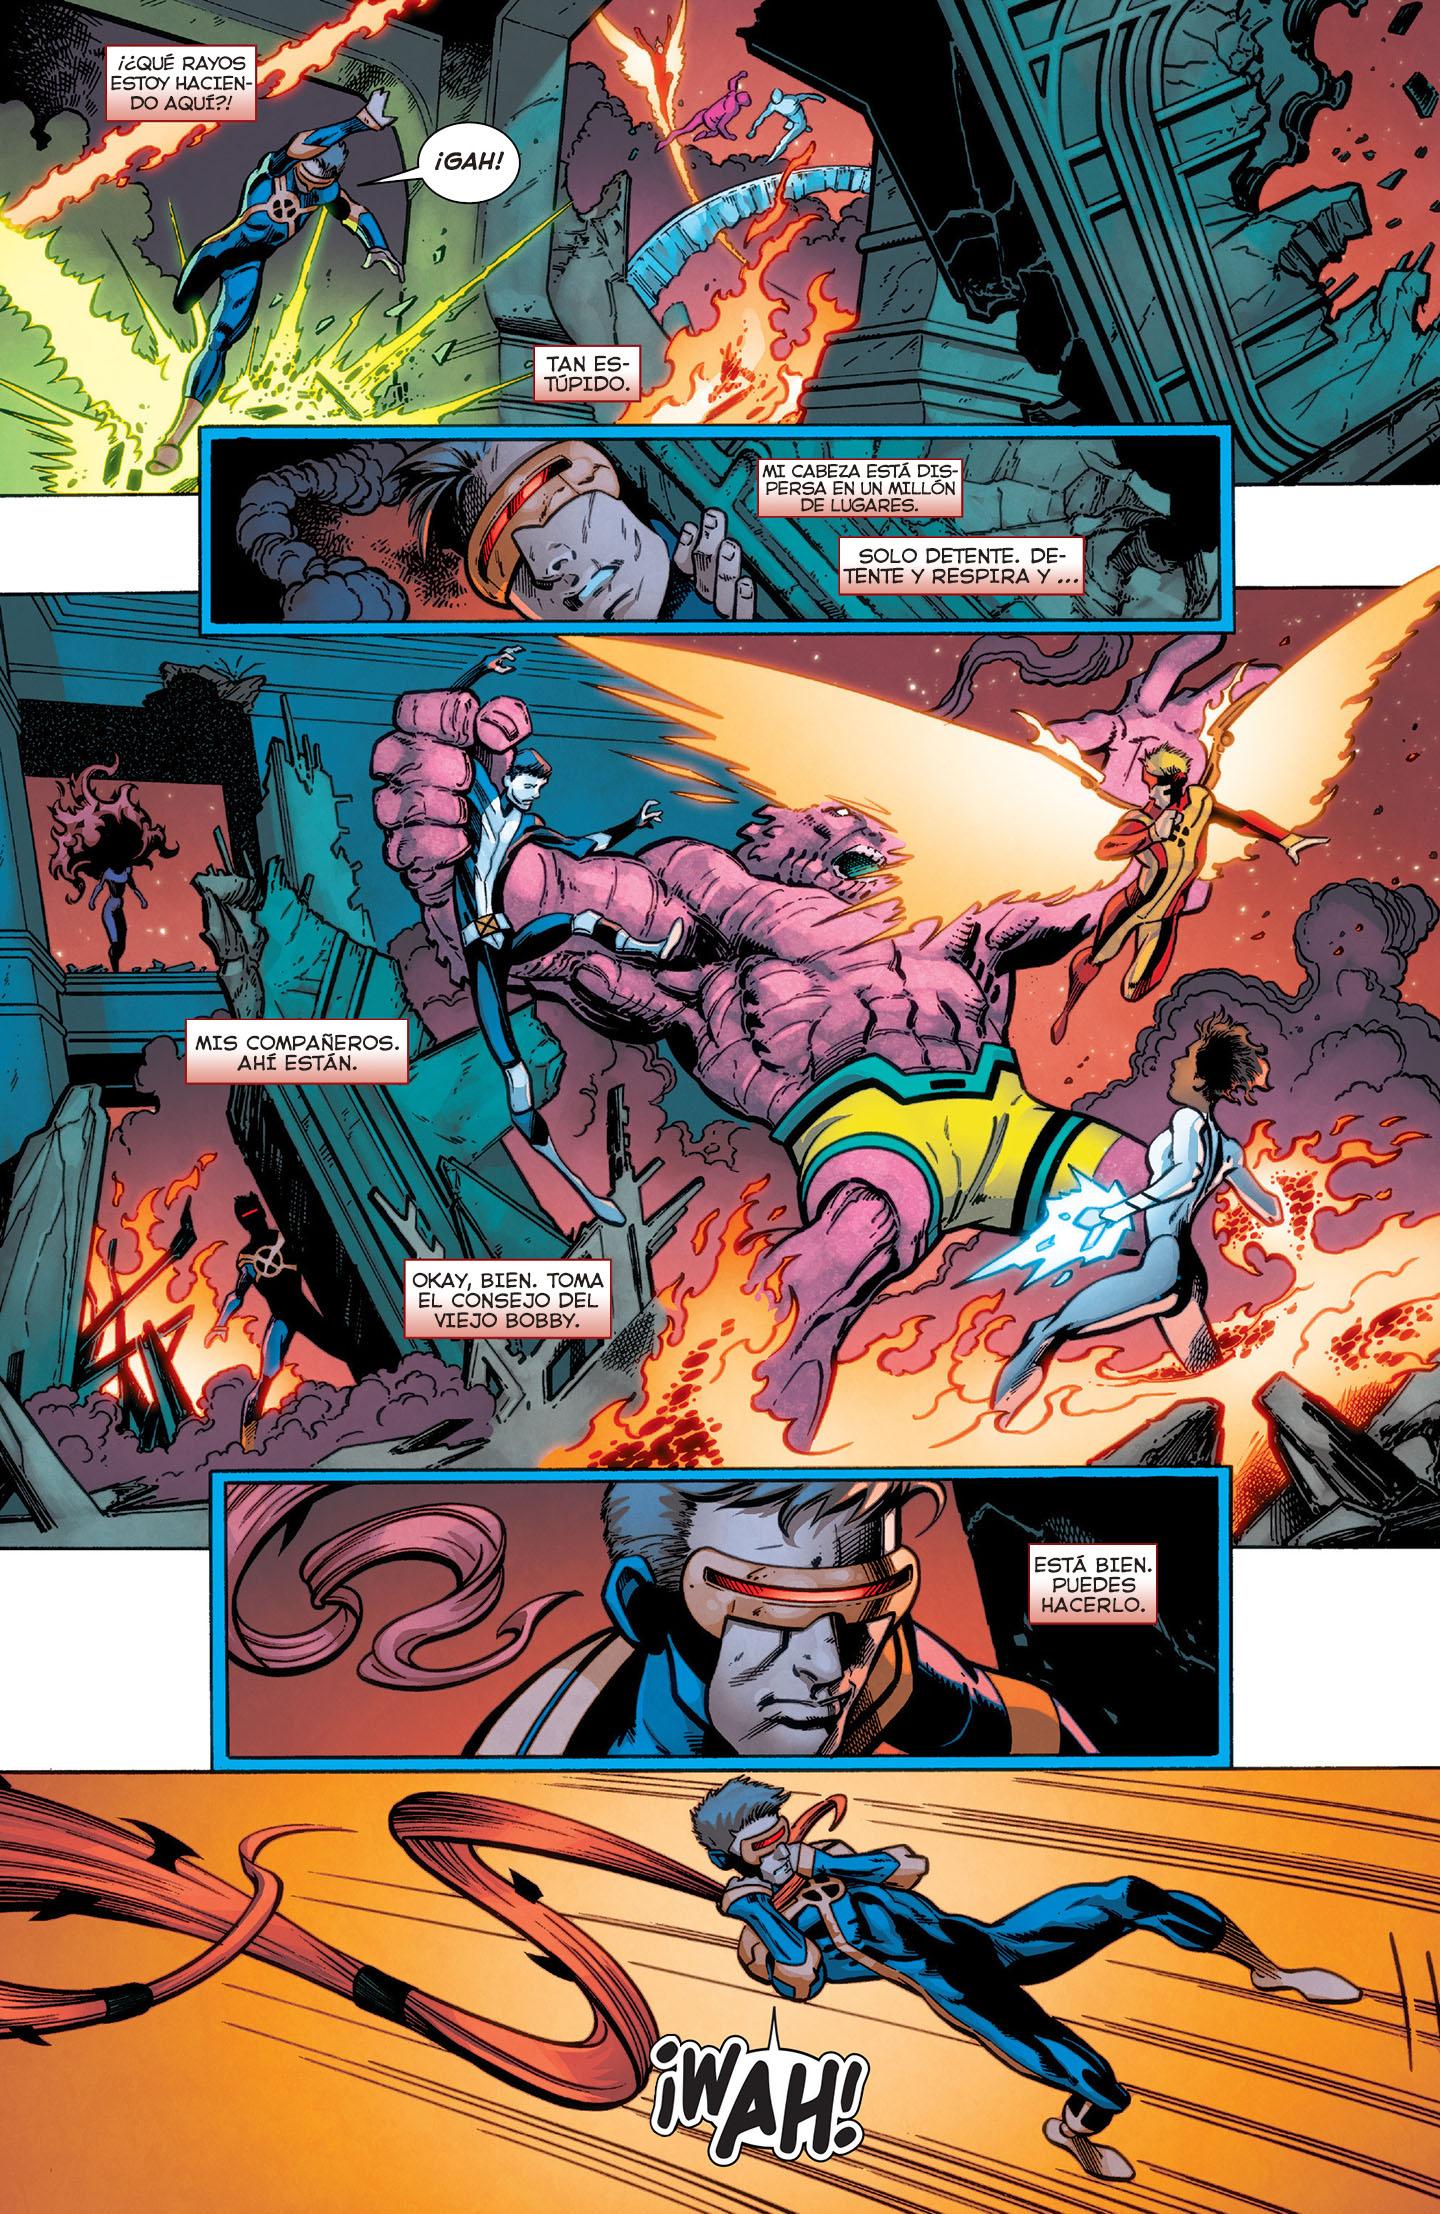 ¡¿QUÉ RAYOS
ESTOY HACIEN-
DO AQUÍ?!
¡GAH!
TAN ES-
TÚPIDO.
MI CABEZA ESTÁ DIS-
PERSA EN UN MILLÓN
DE LUGARES.
SOLO DETENTE. DE-
TENTE Y RESPIRA Y ...
MIS COMPAÑEROS.
AHÍ ESTÁN.
OKAY, BIEN. TOMA
EL CONSEJO DEL
VIEJO BOBBY.
ESTÁ BIEN.
PUEDES
HACERLO.
¡WAH!